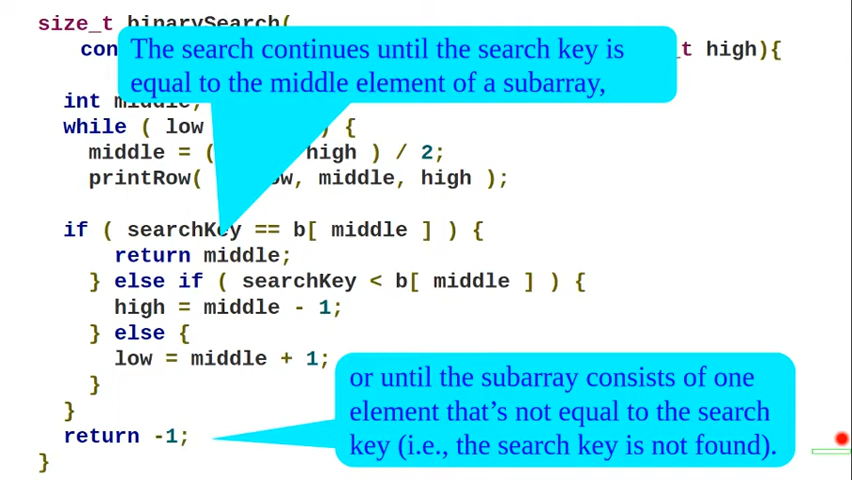 size_t binarySearch(
The search continues until the search key is
equal to the middle element of a subarray,
con t high){
int middle;
while ( low ) {
middle = ( high ) / 2;
printRow( low, middle, high );
if ( searchKey == b[ middle ] ) {
return middle;
} else if ( searchKey < b[ middle ] ) {
high = middle - 1;
} else {
low = middle + 1;
}
}
return -1;
}
or until the subarray consists of one
element that’s not equal to the search
key (i.e., the search key is not found).